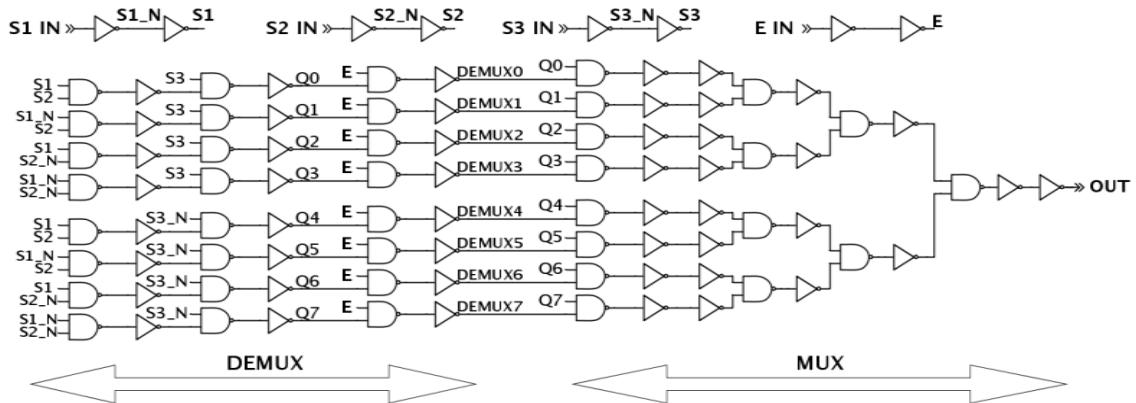 S1 IN S1_N S1 S2 IN S2_N S2 S3 IN S3_N S3 E IN E
S1 S2 S3 Q0 E DEMUX0 Q0
S1_N S2 S3 Q1 E DEMUX1 Q1
S1 S2_N S3 Q2 E DEMUX2 Q2
S1_N S2_N S3 Q3 E DEMUX3 Q3
OUT
S1 S2 S3_N Q4 E DEMUX4 Q4
S1_N S2 S3_N Q5 E DEMUX5 Q5
S1 S2_N S3_N Q6 E DEMUX6 Q6
S1_N S2_N S3_N Q7 E DEMUX7 Q7
DEMUX MUX